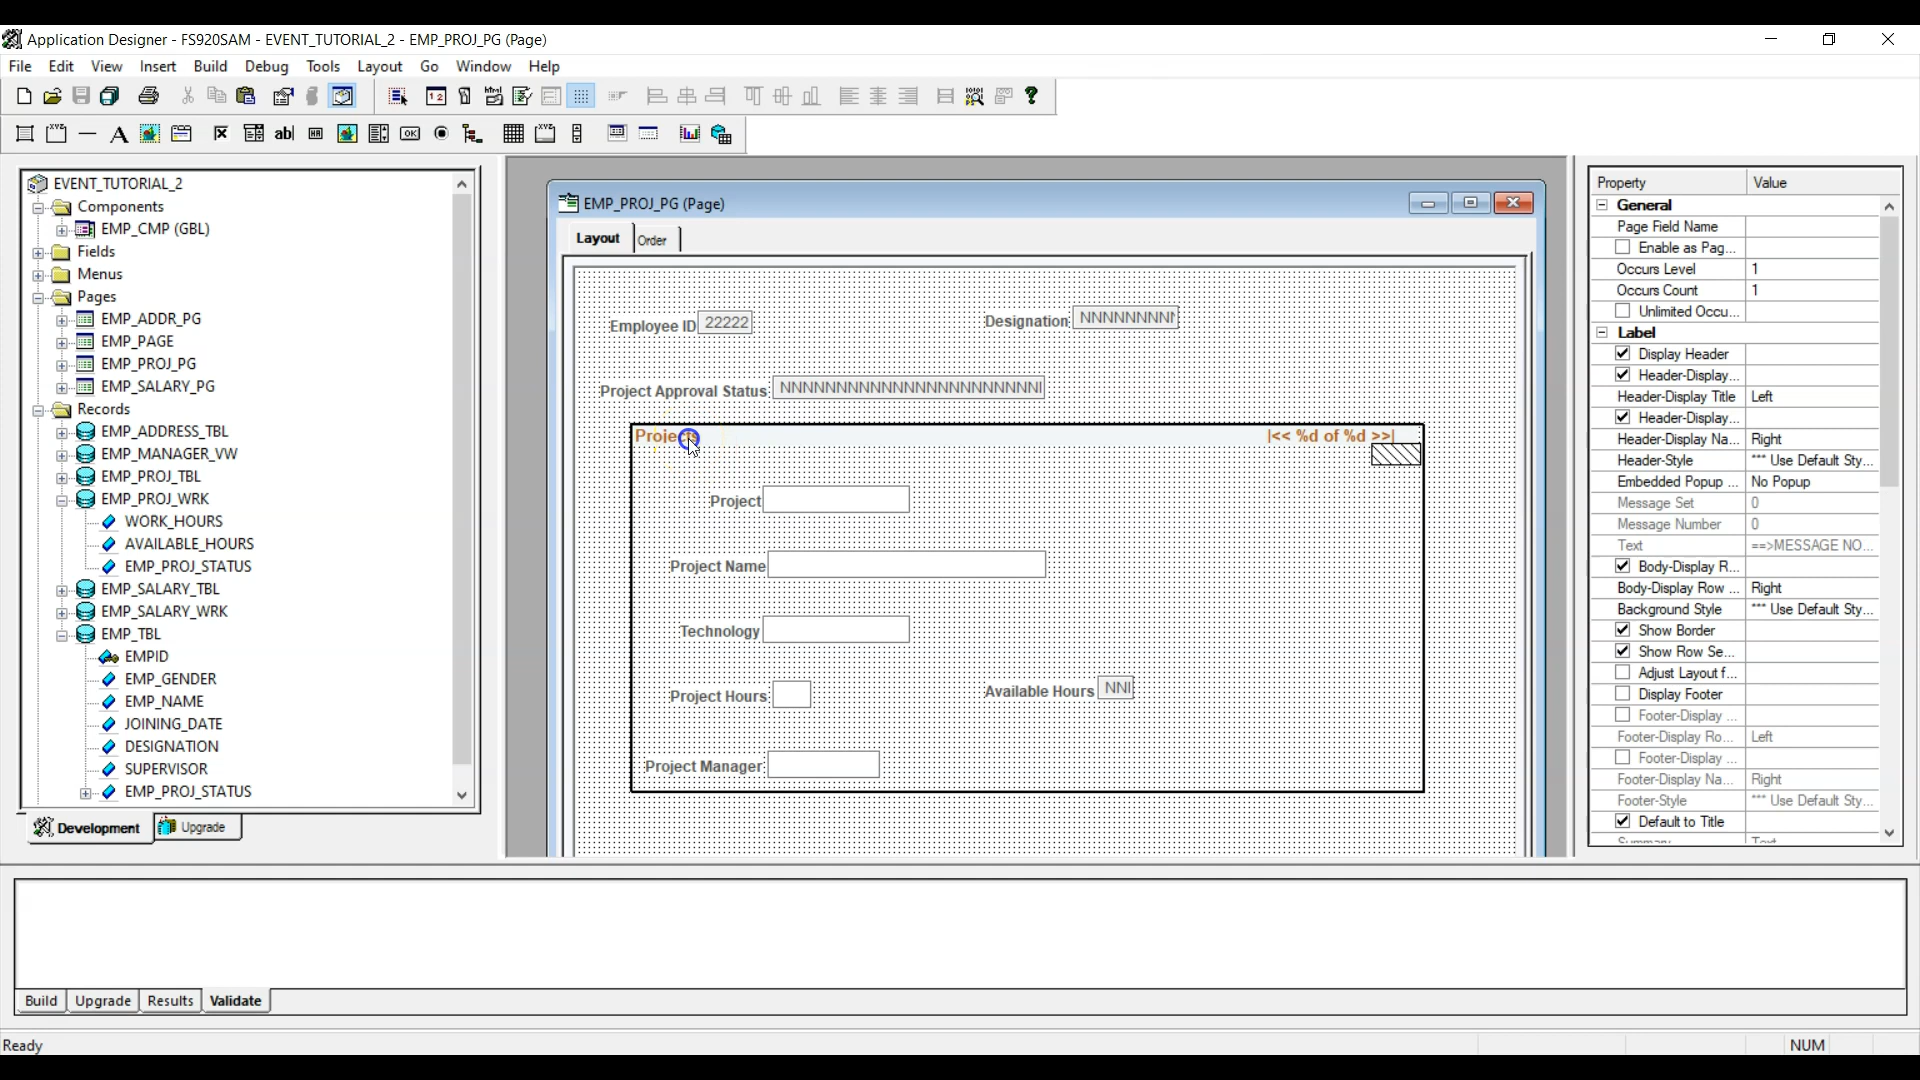 Application Designer - FS920SAM - EVENT_TUTORIAL_2 - EMP_PROJ_PG (Page)
File Edit View Insert Build Debug Tools Layout Go Window Help
EVENT_TUTORIAL_2
Components
EMP_CMP (GBL)
Fields
Menus
Pages
EMP_ADDR_PG
EMP_PAGE
EMP_PROJ_PG
EMP_SALARY_PG
Records
EMP_ADDRESS_TBL
EMP_MANAGER_VW
EMP_PROJ_TBL
EMP_PROJ_WRK
WORK_HOURS
AVAILABLE_HOURS
EMP_PROJ_STATUS
EMP_SALARY_TBL
EMP_SALARY_WRK
EMP_TBL
EMPID
EMP_GENDER
EMP_NAME
JOINING_DATE
DESIGNATION
SUPERVISOR
EMP_PROJ_STATUS
Development Upgrade
EMP_PROJ_PG (Page)
Layout Order
Employee ID 22222 Designation NNNNNNNNN
Project Approval Status NNNNNNNNNNNNNNNNNNNNNNNI
Projects |<< %d of %d >>|
Project
Project Name
Technology
Project Hours Available Hours NNI
Project Manager
Property Value
General
Page Field Name
Enable as Pag...
Occurs Level 1
Occurs Count 1
Unlimited Occu...
Label
Display Header
Header-Display...
Header-Display Title Left
Header-Display...
Header-Display Na... Right
Header-Style *** Use Default Sty...
Embedded Popup ... No Popup
Message Set 0
Message Number 0
Text ==>MESSAGE NO...
Body-Display R...
Body-Display Row ... Right
Background Style *** Use Default Sty...
Show Border
Show Row Se...
Adjust Layout f...
Display Footer
Footer-Display ...
Footer-Display Ro... Left
Footer-Display ...
Footer-Display Na... Right
Footer-Style *** Use Default Sty...
Default to Title
Build Upgrade Results Validate
Ready NUM